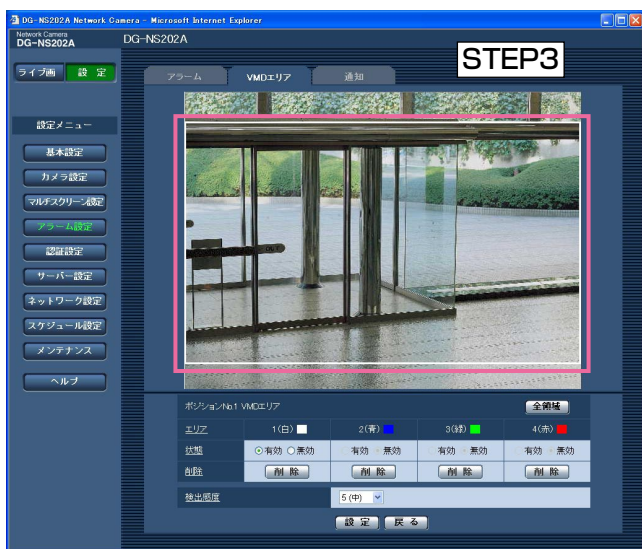 DG-NS202A Network Camera - Microsoft Internet Explorer
Network Camera
DG-NS202A
DG-NS202A
STEP3
ライブ画 設 定
アラーム VMDエリア 通知
設定メニュー
基本設定
カメラ設定
マルチスクリーン設定
アラーム設定
認証設定
サーバー設定
ネットワーク設定
スケジュール設定
メンテナンス
ヘルプ
ポジションNo.1 VMDエリア 全領域
エリア 1(白) 2(青) 3(緑) 4(赤)
状態 有効 無効 有効 無効 有効 無効 有効 無効
削除 削 除 削 除 削 除 削 除
検出感度 5 (中)
設 定 戻 る